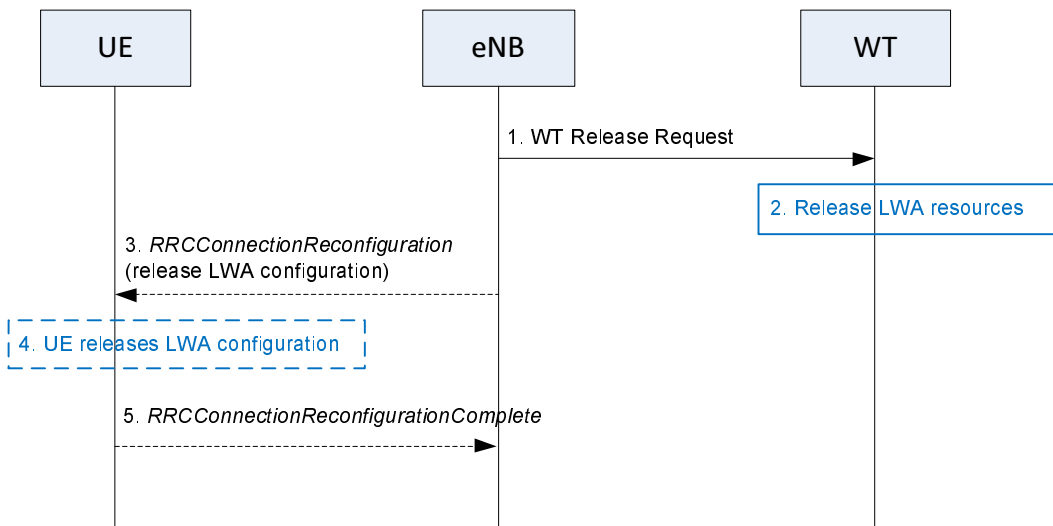 UE
eNB
WT
1. WT Release Request
2. Release LWA resources
3. RRCConnectionReconfiguration
(release LWA configuration)
4. UE releases LWA configuration
5. RRCConnectionReconfigurationComplete